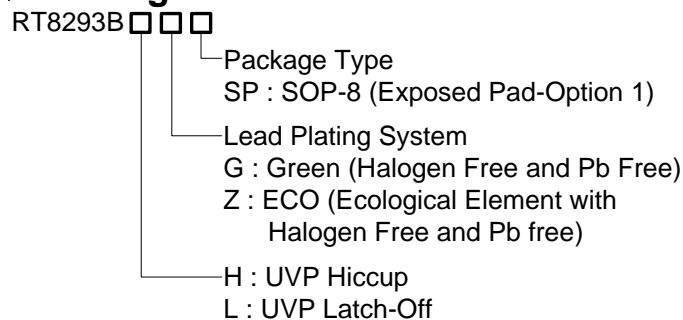 RT8293B
Package Type
SP : SOP-8 (Exposed Pad-Option 1)
Lead Plating System
G : Green (Halogen Free and Pb Free)
Z : ECO (Ecological Element with
Halogen Free and Pb free)
H : UVP Hiccup
L : UVP Latch-Off